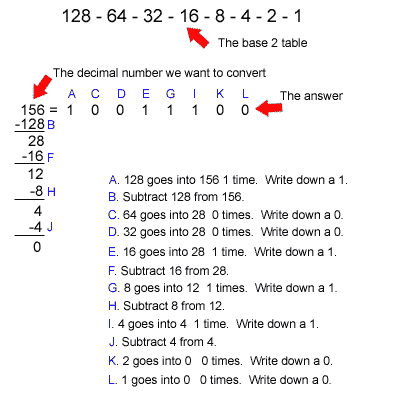 128 - 64 - 32 - 16 - 8 - 4 - 2 - 1
The base 2 table
The decimal number we want to convert
The answer
A C D E G I K L
156 = 1 0 0 1 1 1 0 0
-128 B
28
-16 F
12
-8 H
4
-4 J
0
A. 128 goes into 156 1 time. Write down a 1.
B. Subtract 128 from 156.
C. 64 goes into 28 0 times. Write down a 0.
D. 32 goes into 28 0 times. Write down a 0.
E. 16 goes into 28 1 time. Write down a 1.
F. Subtract 16 from 28.
G. 8 goes into 12 1 times. Write down a 1.
H. Subtract 8 from 12.
I. 4 goes into 4 1 time. Write down a 1.
J. Subtract 4 from 4.
K. 2 goes into 0 0 times. Write down a 0.
L. 1 goes into 0 0 times. Write down a 0.